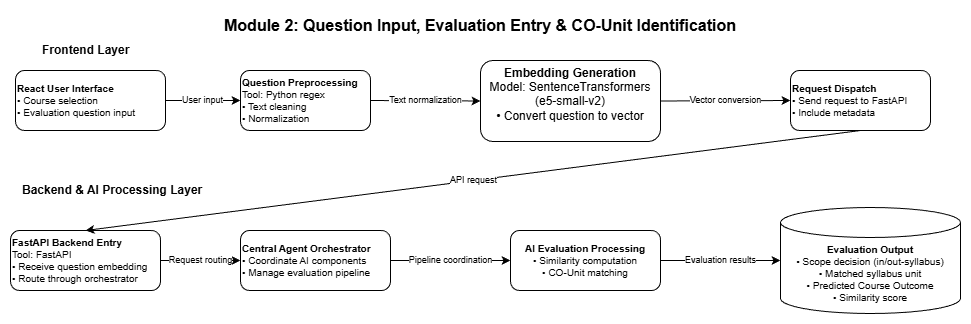 Module 2: Question Input, Evaluation Entry & CO-Unit Identification
Frontend Layer
React User Interface
• Course selection
• Evaluation question input
User input
Question Preprocessing
Tool: Python regex
• Text cleaning
• Normalization
Text normalization
Embedding Generation
Model: SentenceTransformers
(e5-small-v2)
• Convert question to vector
Vector conversion
Request Dispatch
• Send request to FastAPI
• Include metadata
API request
Backend & AI Processing Layer
FastAPI Backend Entry
Tool: FastAPI
• Receive question embedding
• Route through orchestrator
Request routing
Central Agent Orchestrator
• Coordinate AI components
• Manage evaluation pipeline
Pipeline coordination
AI Evaluation Processing
• Similarity computation
• CO-Unit matching
Evaluation results
Evaluation Output
• Scope decision (in/out-syllabus)
• Matched syllabus unit
• Predicted Course Outcome
• Similarity score